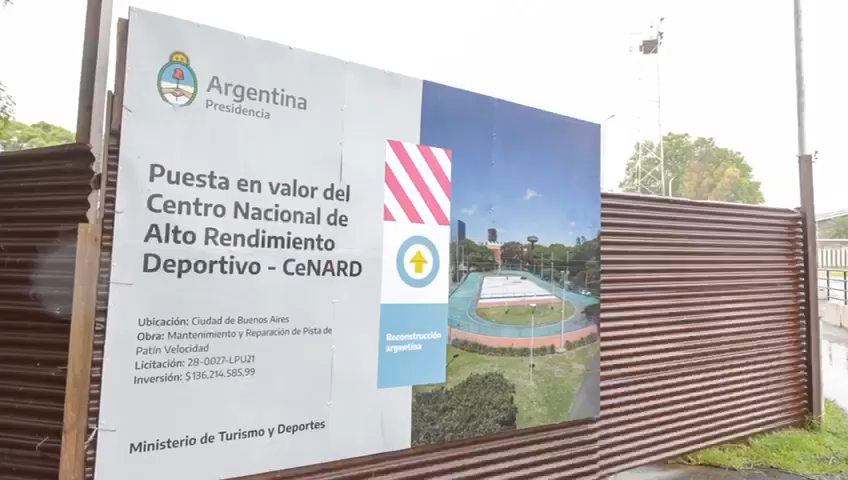 Argentina
Presidencia
Puesta en valor del
Centro Nacional de
Alto Rendimiento
Deportivo - CeNARD
Ubicación: Ciudad de Buenos Aires
Obra: Mantenimiento y Reparación de Pista de
Patín Velocidad
Licitación: 28-0027-LPU21
Inversión: $136.214.585,99
Ministerio de Turismo y Deportes
Reconstrucción
argentina